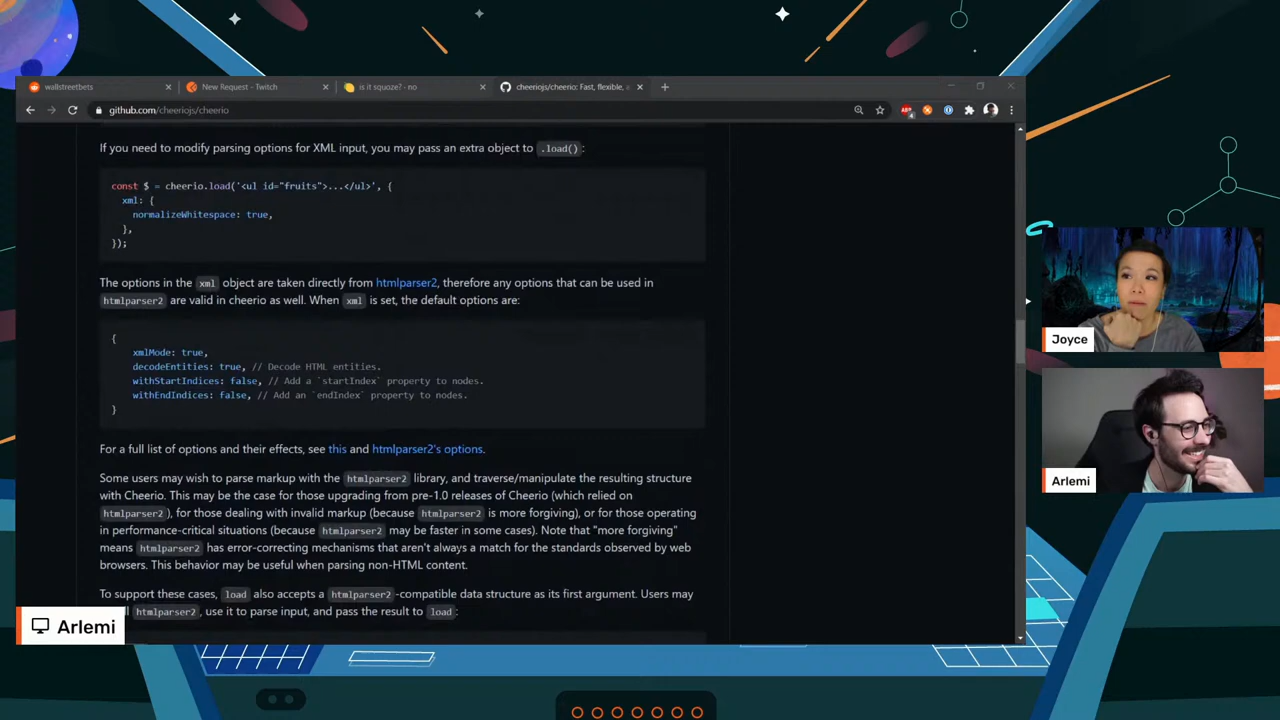 wallstreetbets
New Request - Twitch
is it squoze? - no
cheeriojs/cheerio: Fast, flexible,
github.com/cheeriojs/cheerio
If you need to modify parsing options for XML input, you may pass an extra object to .load():
const $ = cheerio.load('<ul id="fruits">...</ul>', {
xml: {
normalizeWhitespace: true,
},
});
The options in the xml object are taken directly from htmlparser2, therefore any options that can be used in
htmlparser2 are valid in cheerio as well. When xml is set, the default options are:
{
xmlMode: true,
decodeEntities: true, // Decode HTML entities.
withStartIndices: false, // Add a `startIndex` property to nodes.
withEndIndices: false, // Add an `endIndex` property to nodes.
}
For a full list of options and their effects, see this and htmlparser2's options.
Some users may wish to parse markup with the htmlparser2 library, and traverse/manipulate the resulting structure
with Cheerio. This may be the case for those upgrading from pre-1.0 releases of Cheerio (which relied on
htmlparser2), for those dealing with invalid markup (because htmlparser2 is more forgiving), or for those operating
in performance-critical situations (because htmlparser2 may be faster in some cases). Note that "more forgiving"
means htmlparser2 has error-correcting mechanisms that aren't always a match for the standards observed by web
browsers. This behavior may be useful when parsing non-HTML content.
To support these cases, load also accepts a htmlparser2-compatible data structure as its first argument. Users may
htmlparser2, use it to parse input, and pass the result to load:
Joyce
Arlemi
Arlemi